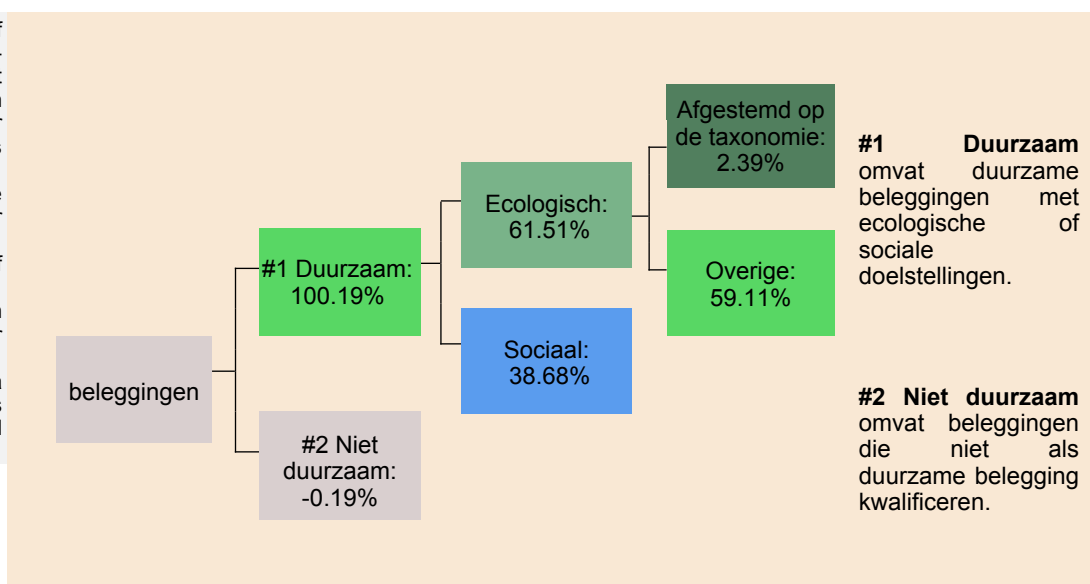 Afgestemd op
de taxonomie:
2.39%
Ecologisch:
61.51%
#1 Duurzaam:
100.19%
Overige:
59.11%
Sociaal:
38.68%
beleggingen
#2 Niet
duurzaam:
-0.19%
#1 Duurzaam
omvat duurzame
beleggingen met
ecologische of
sociale
doelstellingen.
#2 Niet duurzaam
omvat beleggingen
die niet als
duurzame belegging
kwalificeren.